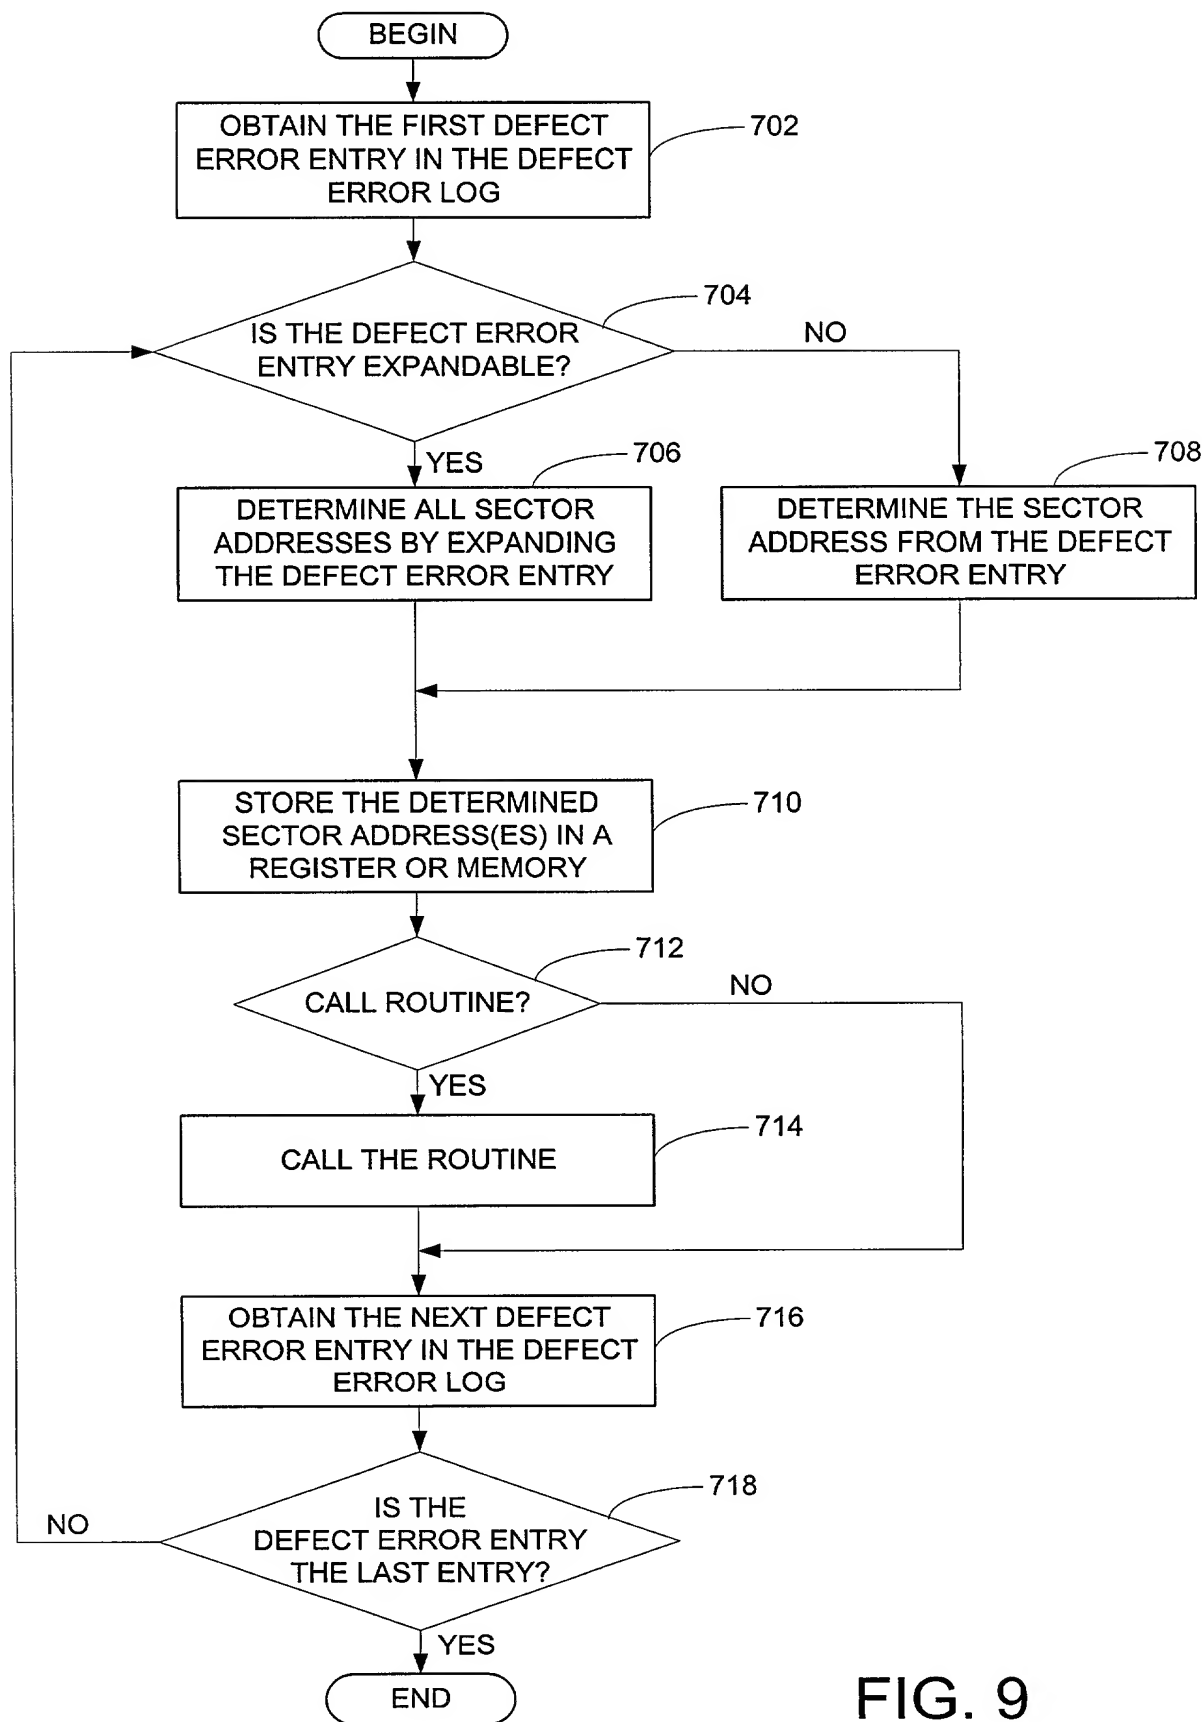 BEGIN
OBTAIN THE FIRST DEFECT
ERROR ENTRY IN THE DEFECT
ERROR LOG
702
704
IS THE DEFECT ERROR
ENTRY EXPANDABLE?
NO
YES
706
708
DETERMINE ALL SECTOR
ADDRESSES BY EXPANDING
THE DEFECT ERROR ENTRY
DETERMINE THE SECTOR
ADDRESS FROM THE DEFECT
ERROR ENTRY
STORE THE DETERMINED
SECTOR ADDRESS(ES) IN A
REGISTER OR MEMORY
710
712
CALL ROUTINE?
NO
YES
714
CALL THE ROUTINE
OBTAIN THE NEXT DEFECT
ERROR ENTRY IN THE DEFECT
ERROR LOG
716
718
IS THE
DEFECT ERROR ENTRY
THE LAST ENTRY?
NO
YES
END
FIG. 9